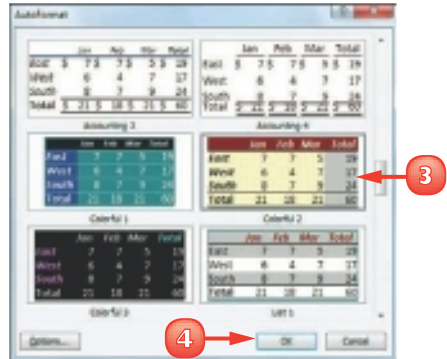 AutoFormat
Jan Feb Mar Total
East $ 7 $ 7 $ 5 $ 19
West 6 4 7 17
South 8 7 9 24
Total $ 21 $ 18 $ 21 $ 60
Accounting 3
Jan Feb Mar Total
East $ 7 $ 7 $ 5 $ 19
West 6 4 7 17
South 8 7 9 24
Total $ 21 $ 18 $ 21 $ 60
Accounting 4
Jan Feb Mar Total
East 7 7 5 19
West 6 4 7 17
South 8 7 9 24
Total 21 18 21 60
Colorful 1
Jan Feb Mar Total
East 7 7 5 19
West 6 4 7 17
South 8 7 9 24
Total 21 18 21 60
Colorful 2
3
Jan Feb Mar Total
East 7 7 5 19
West 6 4 7 17
South 8 7 9 24
Total 21 18 21 60
Colorful 3
Jan Feb Mar Total
East 7 7 5 19
West 6 4 7 17
South 8 7 9 24
Total 21 18 21 60
List 1
Options...
4
OK
Cancel